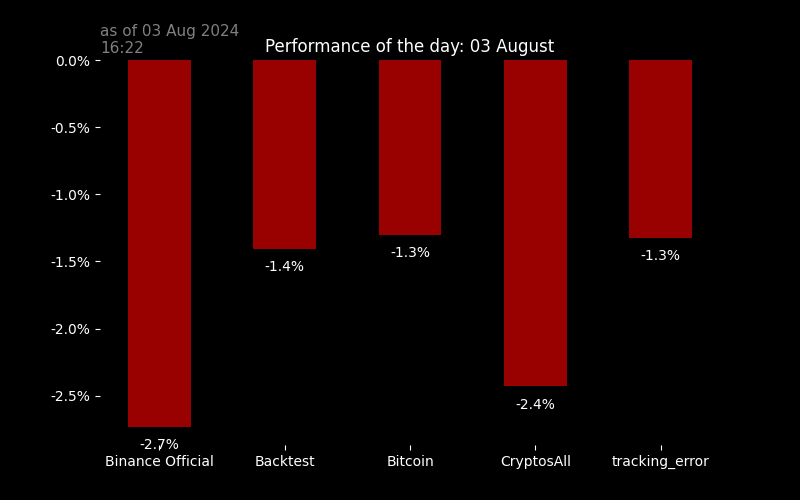 as of 03 Aug 2024
16:22
Performance of the day: 03 August
0.0%
-0.5%
-1.0%
-1.5%
-2.0%
-2.5%
-2.7%
-1.4%
-1.3%
-2.4%
-1.3%
Binance Official
Backtest
Bitcoin
CryptosAll
tracking_error